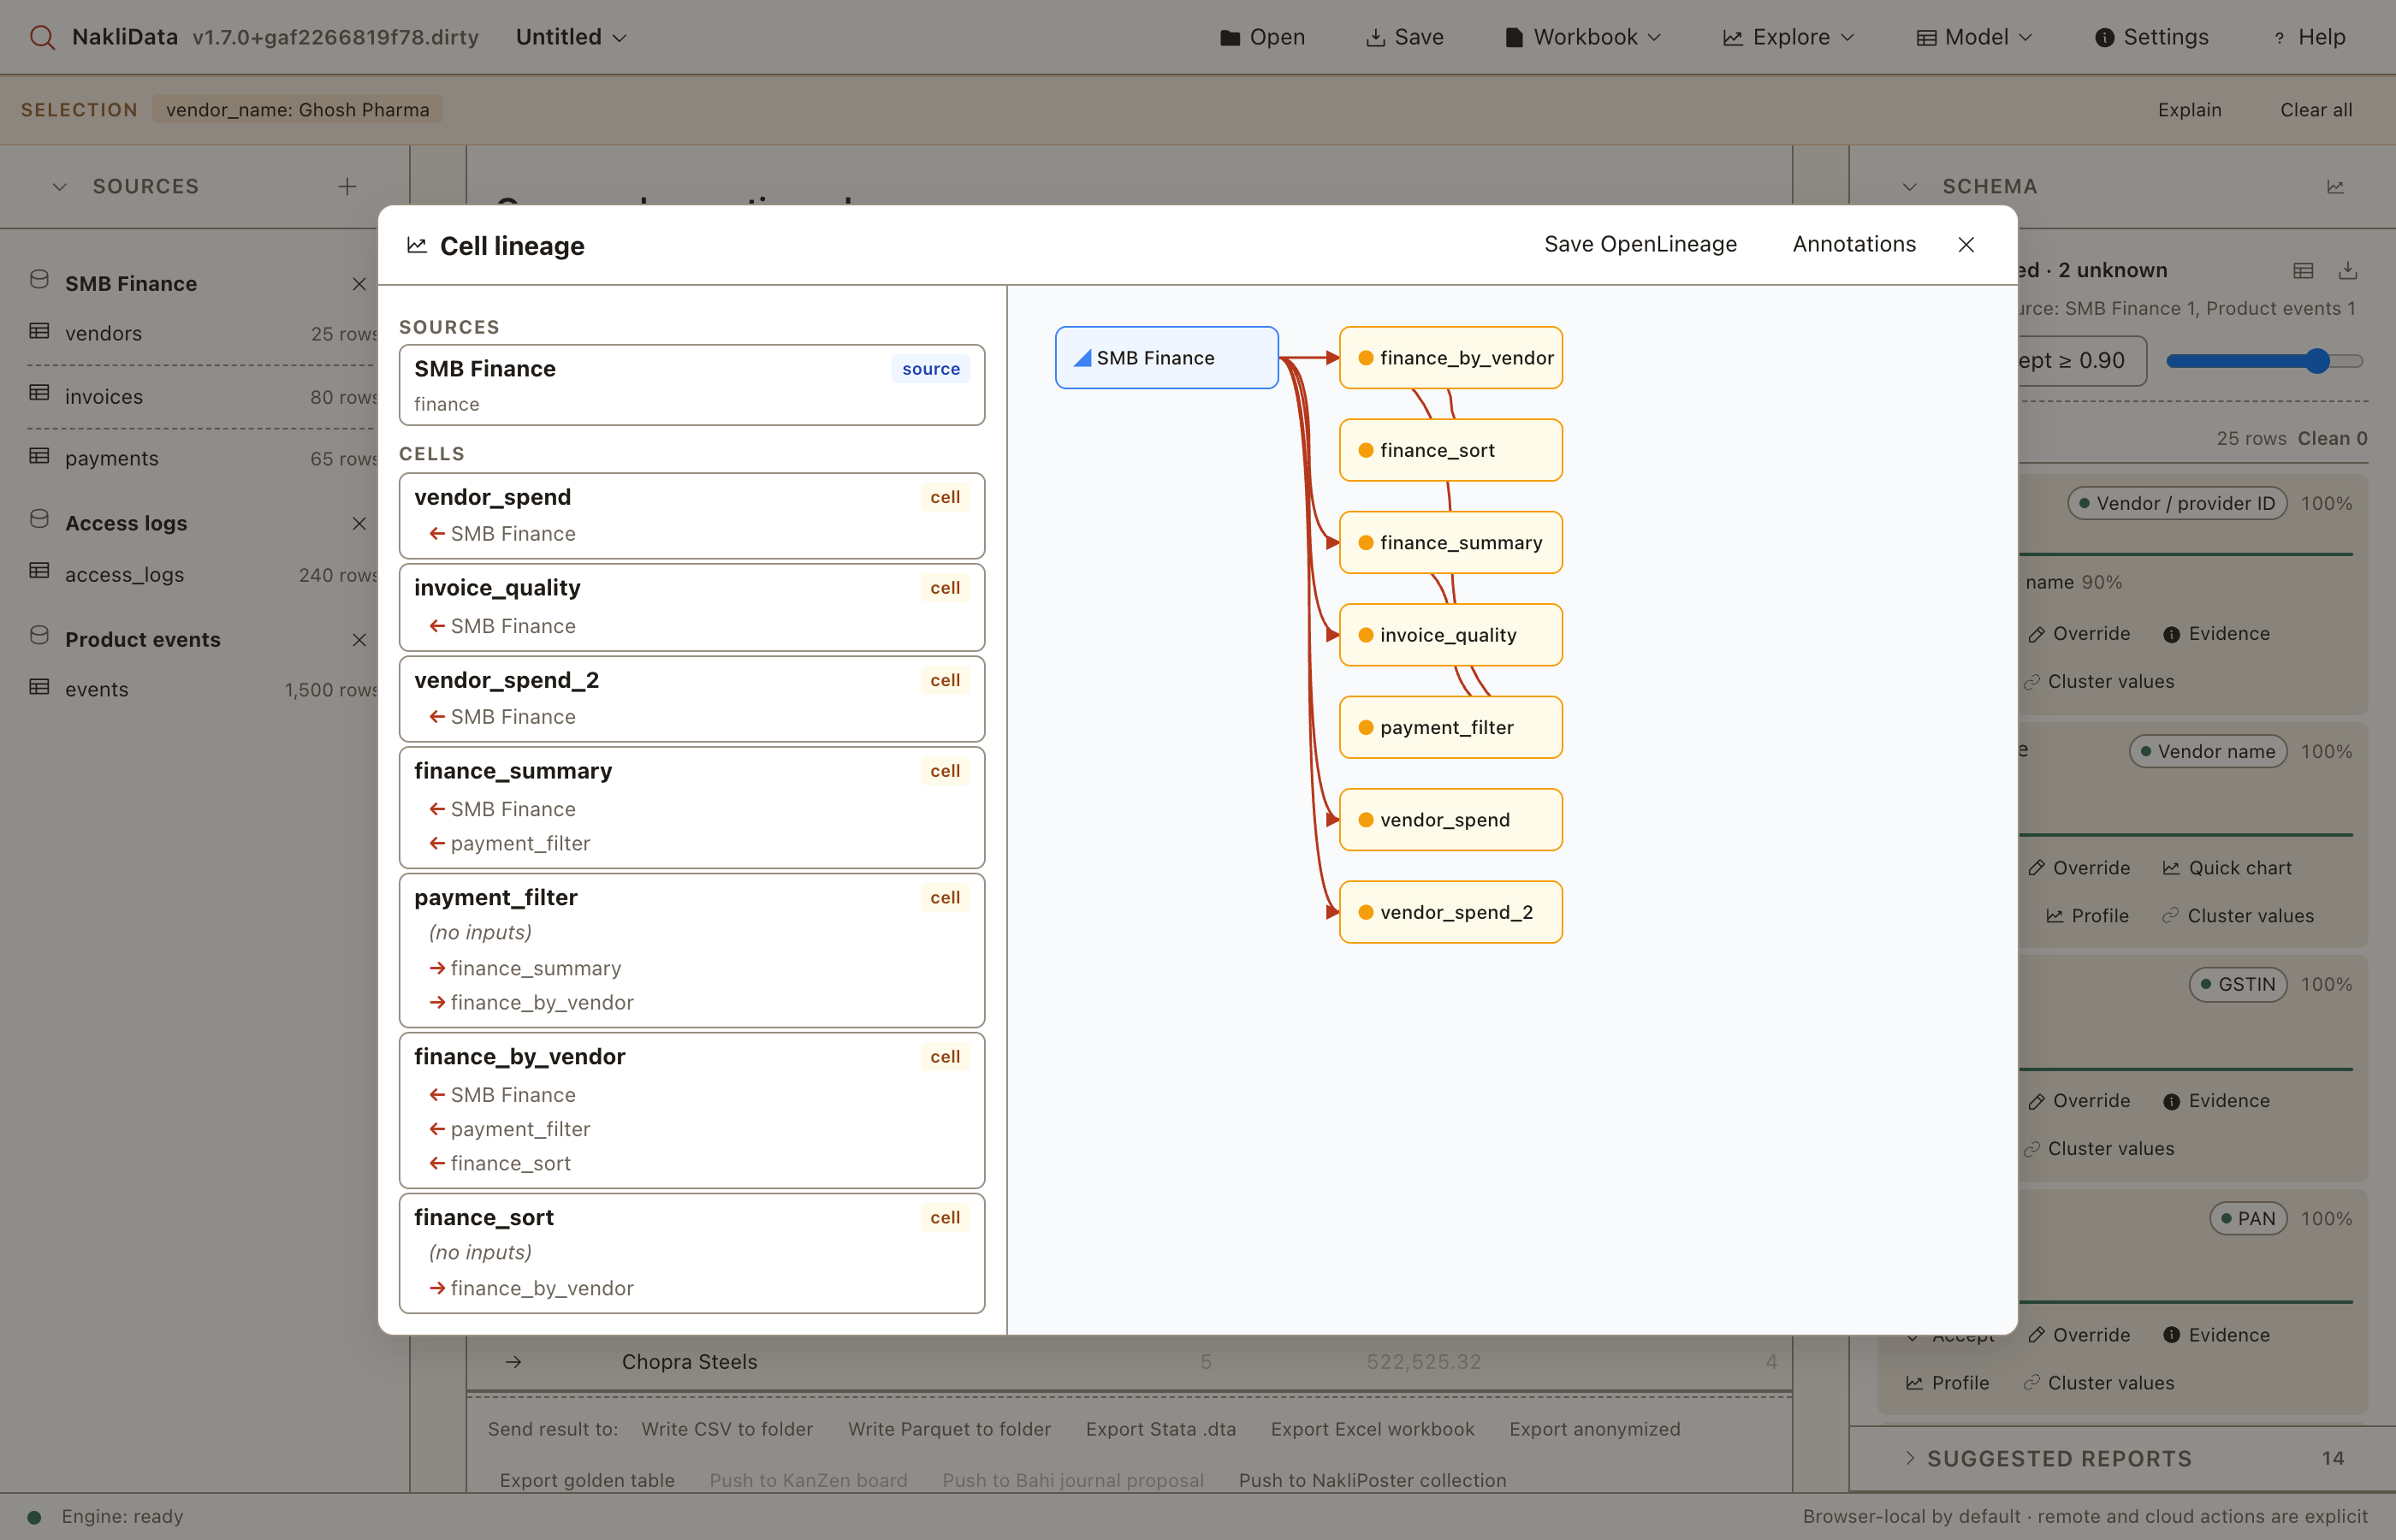 NakliData v1.7.0+gaf2266819f78.dirty Untitled Open Save Workbook Explore Model Settings ? Help
SELECTION vendor_name: Ghosh Pharma Explain Clear all
SOURCES
SMB Finance
vendors 25 rows
invoices 80 rows
payments 65 rows
Access logs
access_logs 240 rows
Product events
events 1,500 rows
Cell lineage Save OpenLineage Annotations
SOURCES
SMB Finance source
finance
CELLS
vendor_spend cell
← SMB Finance
invoice_quality cell
← SMB Finance
vendor_spend_2 cell
← SMB Finance
finance_summary cell
← SMB Finance
← payment_filter
payment_filter cell
(no inputs)
→ finance_summary
→ finance_by_vendor
finance_by_vendor cell
← SMB Finance
← payment_filter
← finance_sort
finance_sort cell
(no inputs)
→ finance_by_vendor
SMB Finance
finance_by_vendor
finance_sort
finance_summary
invoice_quality
payment_filter
vendor_spend
vendor_spend_2
SCHEMA
· 2 unknown
SMB Finance 1, Product events 1
≥ 0.90
25 rows Clean 0
Vendor / provider ID 100%
name 90%
Override Evidence
Cluster values
Vendor name 100%
Override Quick chart
Profile Cluster values
GSTIN 100%
Override Evidence
Cluster values
PAN 100%
Accept Override Evidence
Profile Cluster values
SUGGESTED REPORTS 14
→ Chopra Steels 5 522,525.32 4
Send result to: Write CSV to folder Write Parquet to folder Export Stata .dta Export Excel workbook Export anonymized
Export golden table Push to KanZen board Push to Bahi journal proposal Push to NakliPoster collection
Engine: ready Browser-local by default · remote and cloud actions are explicit